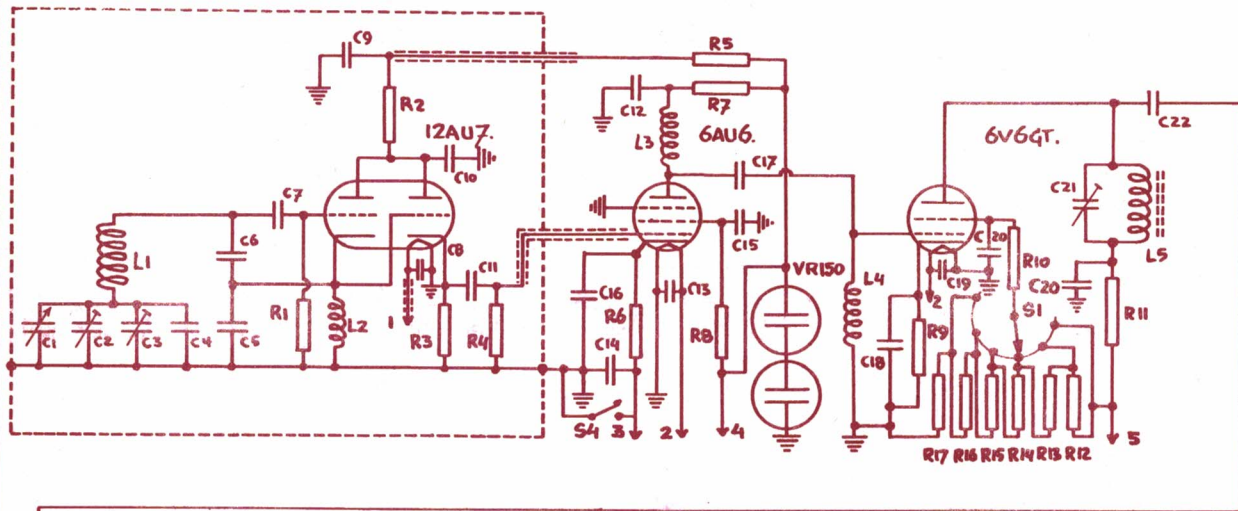 C9
R5
R2
C12
R7
12AU7.
L3
6AU6.
6V6GT.
C22
C10
C17
C7
C21
C6
C8
C15
C20
L1
C11
VR150
R10
L5
C19
L4
C16
C13
2
S1
C20
R1
L2
1
R3
R4
R6
R8
R9
R11
C1
C2
C3
C4
C5
C14
C18
S4
3
2
4
5
R17
R16
R15
R14
R13
R12